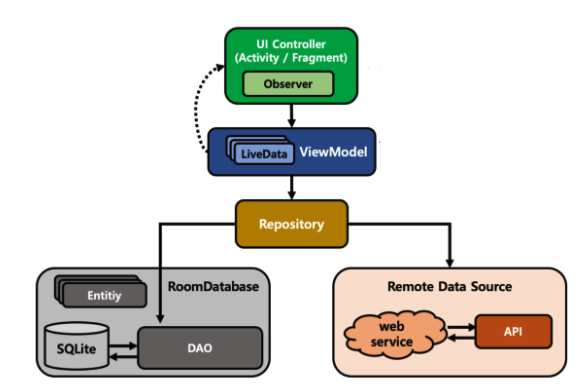 UI Controller
(Activity / Fragment)
Observer
LiveData
ViewModel
Repository
RoomDatabase
Entitiy
SQLite
DAO
Remote Data Source
web
service
API